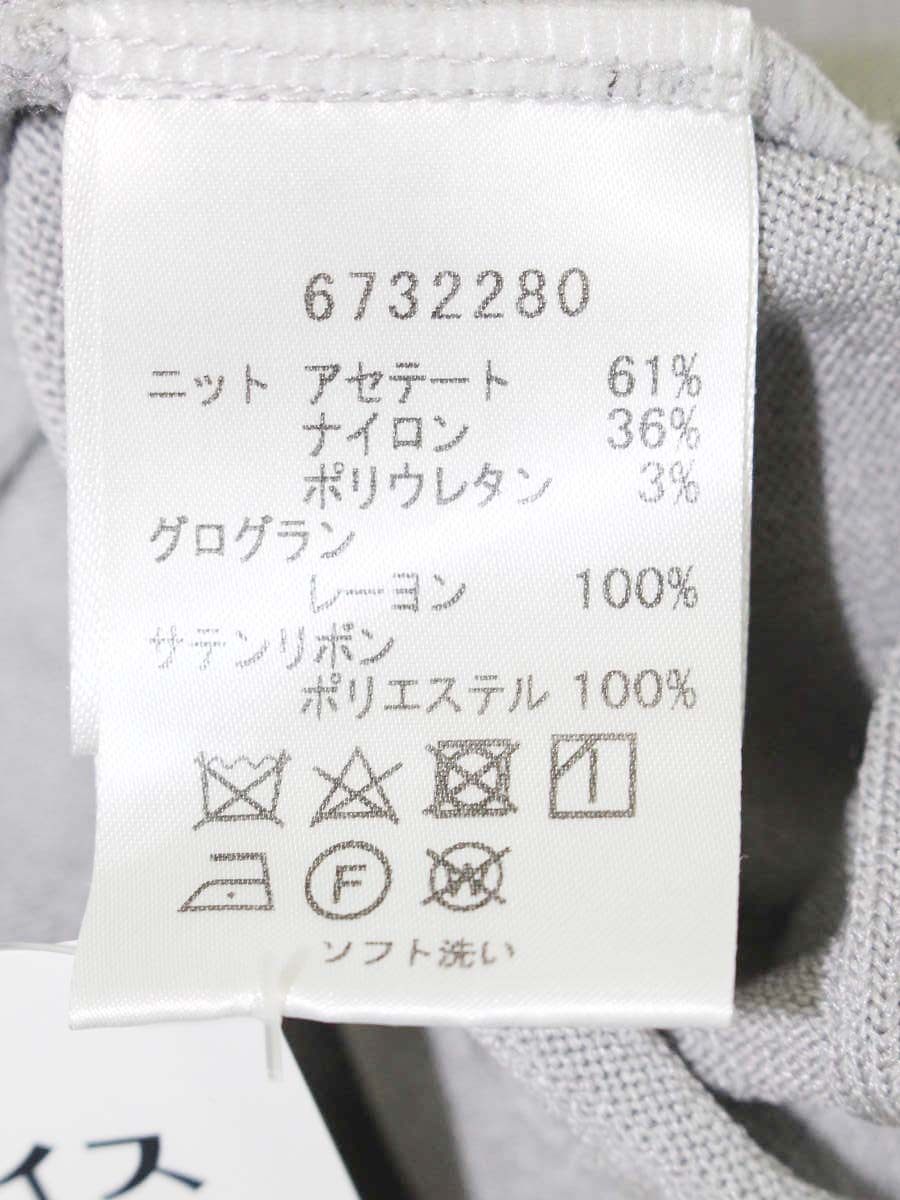 6732280
ニット アセテート 61%
ナイロン 36%
ポリウレタン 3%
グログラン
レーヨン 100%
サテンリボン
ポリエステル 100%
F W
ソフト洗い
イス